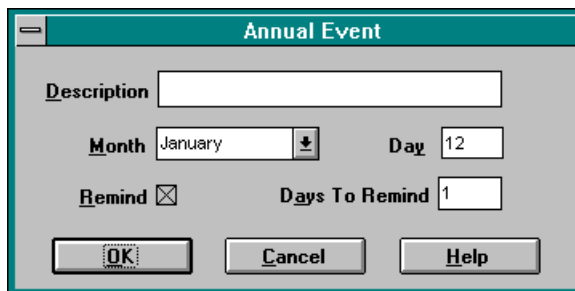 Annual Event
Description
Month January Day 12
Remind Days To Remind 1
OK Cancel Help